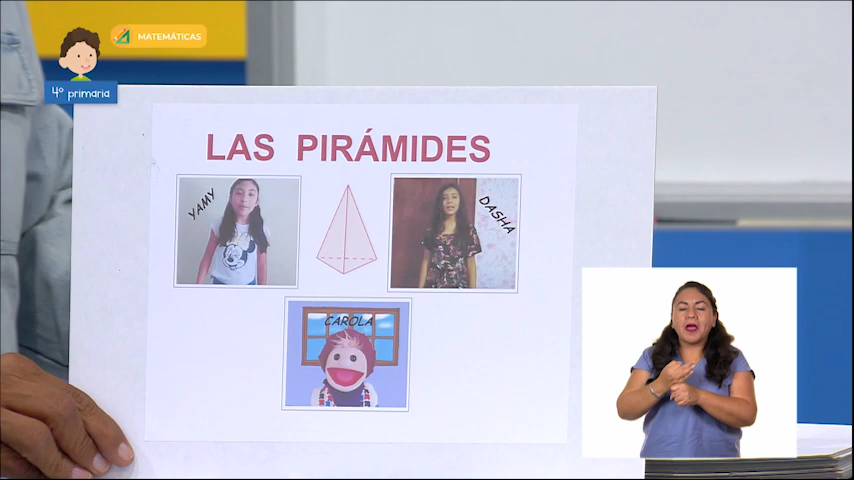 MATEMÁTICAS
4º primaria
LAS PIRÁMIDES
YAMY
DASHA
CAROLA